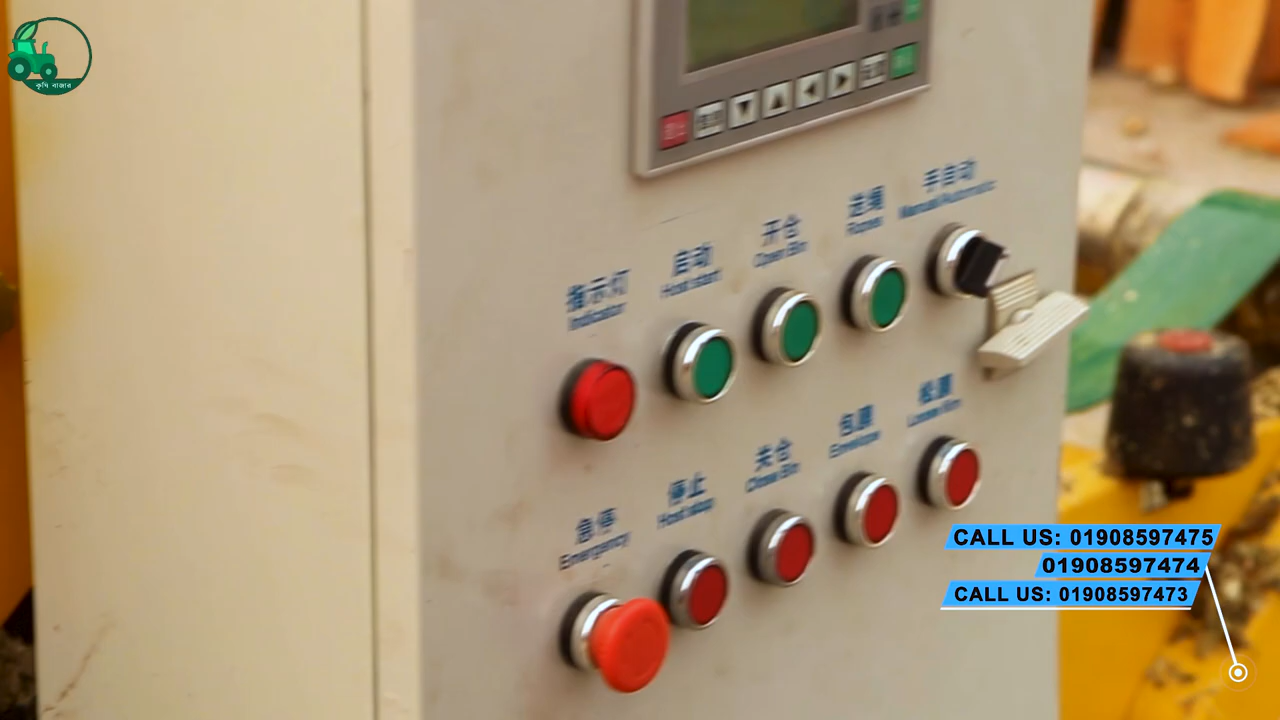 কৃষি বাজার
手自动
Manual/Automatic
送绳
Ropes
开仓
Open Bin
启动
Host start
指示灯
Indicator
松膜
包膜
Envelope
关仓
Close Bin
停止
Host stop
急停
Emergency
CALL US: 01908597475
01908597474
CALL US: 01908597473